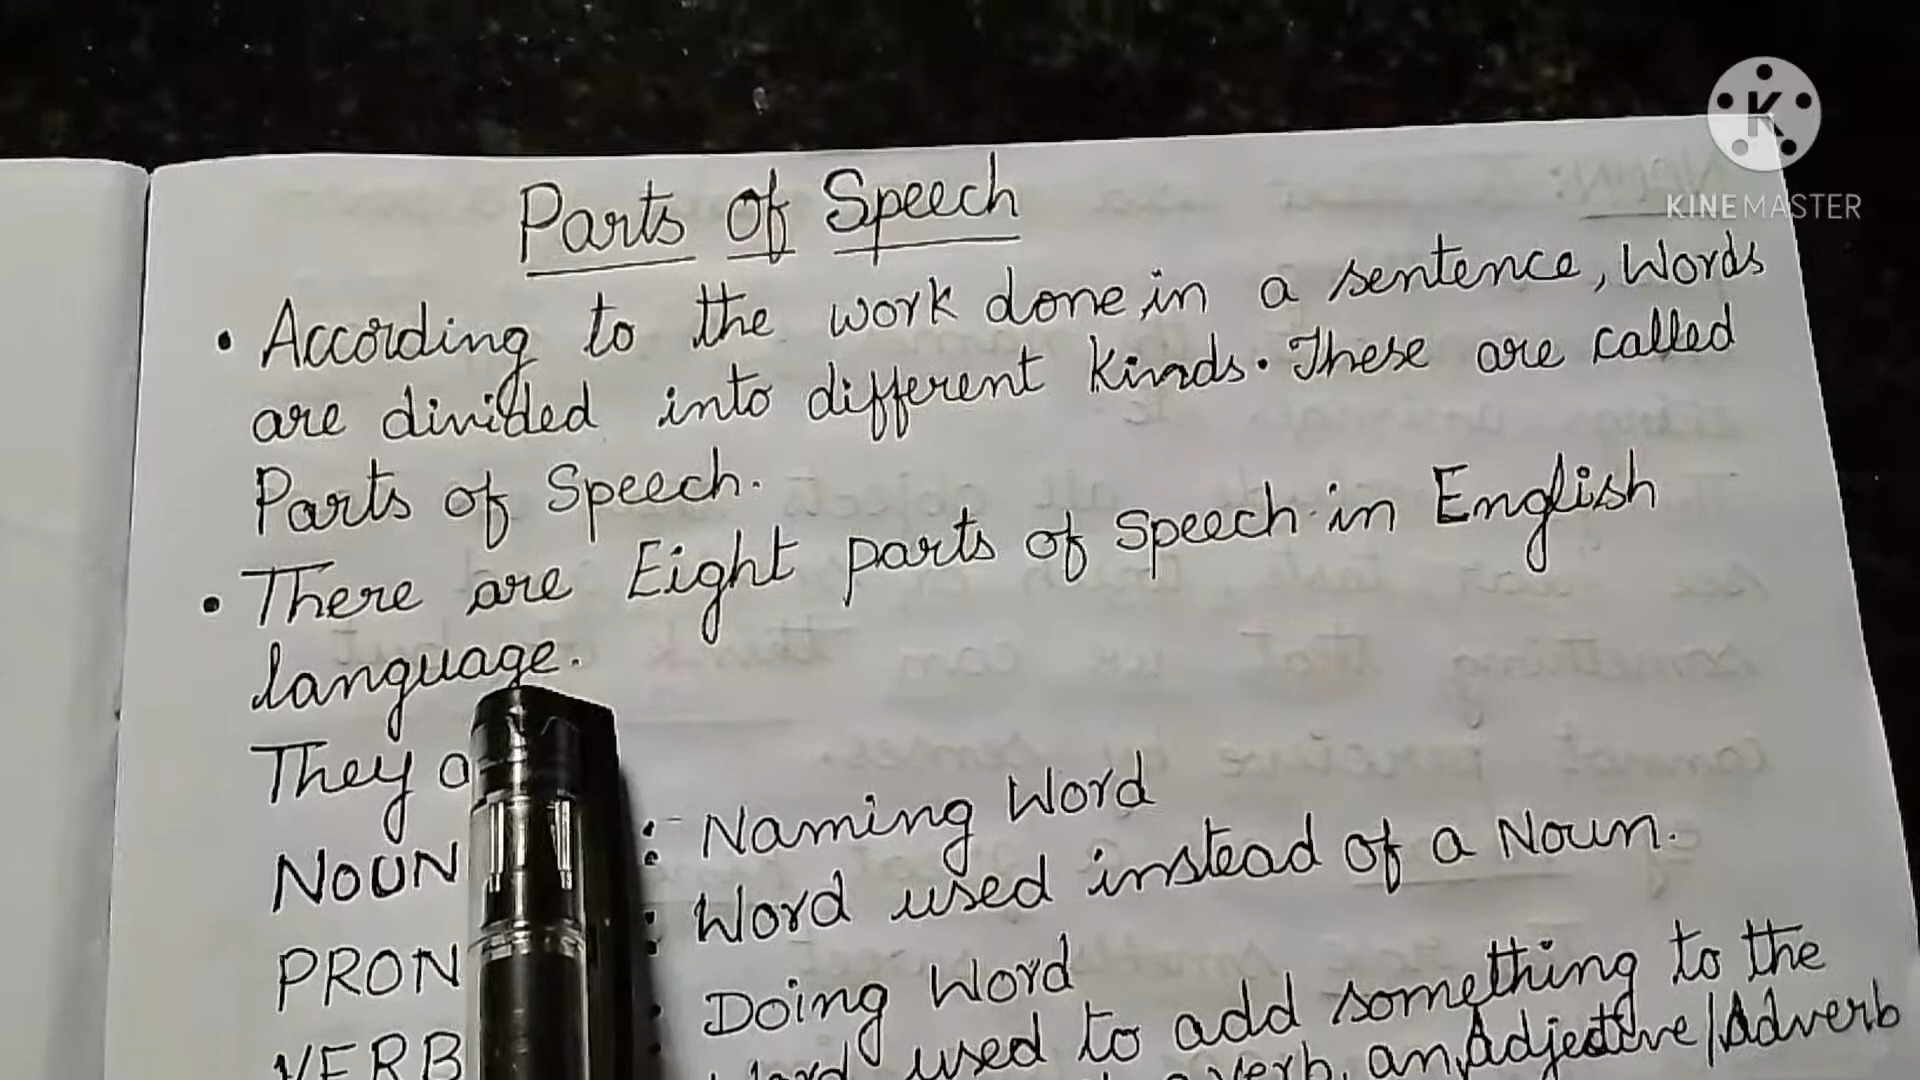 KINEMASTER
Parts of Speech
• According to the work done in a sentence, Words
are divided into different kinds. These are called
Parts of Speech.
• There are Eight parts of speech in English
language.
They a
NOUN : Naming Word
PRON : Word used instead of a Noun.
VERB : Doing Word
Word used to add something to the
verb, an Adjective/Adverb